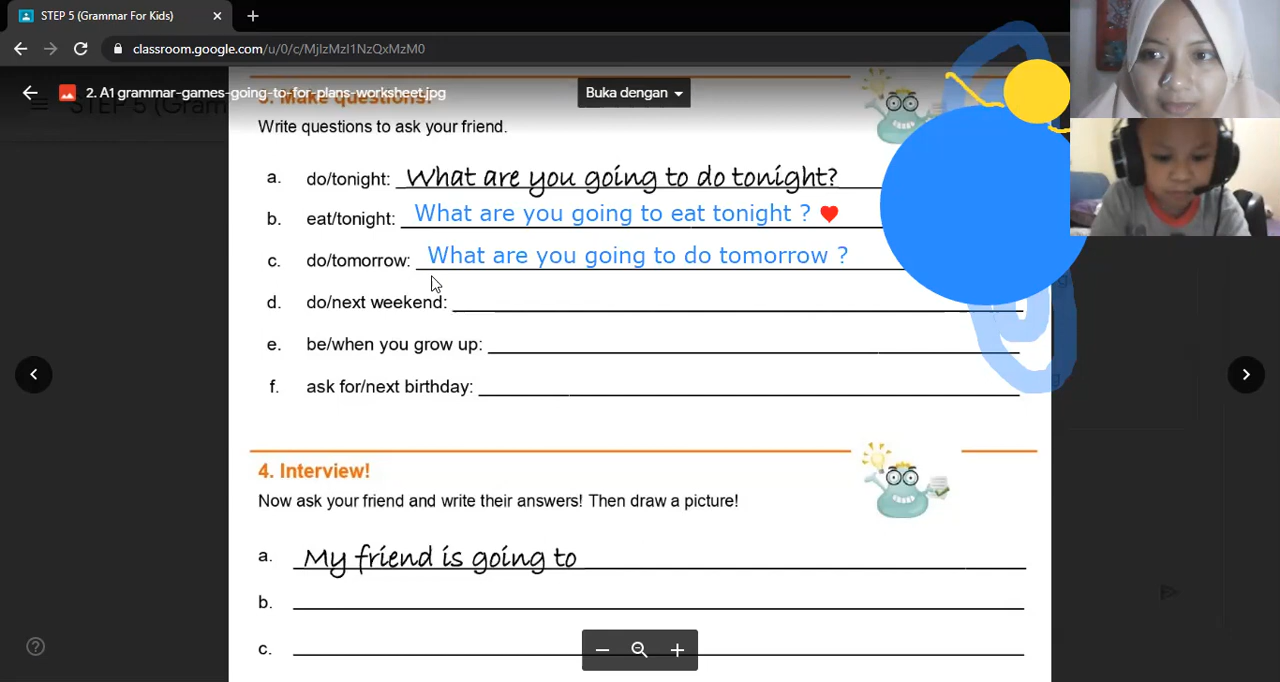 STEP 5 (Grammar For Kids)
classroom.google.com/u/0/c/MjIzMzI1NzQxMzM0
2. A1 grammar-games-going-to-for-plans-worksheet.jpg
Buka dengan
Make questions!
Write questions to ask your friend.
a. do/tonight: What are you going to do tonight?
b. eat/tonight: What are you going to eat tonight ? ♥
c. do/tomorrow: What are you going to do tomorrow ?
d. do/next weekend:
e. be/when you grow up:
f. ask for/next birthday:
4. Interview!
Now ask your friend and write their answers! Then draw a picture!
a. My friend is going to
b.
c.